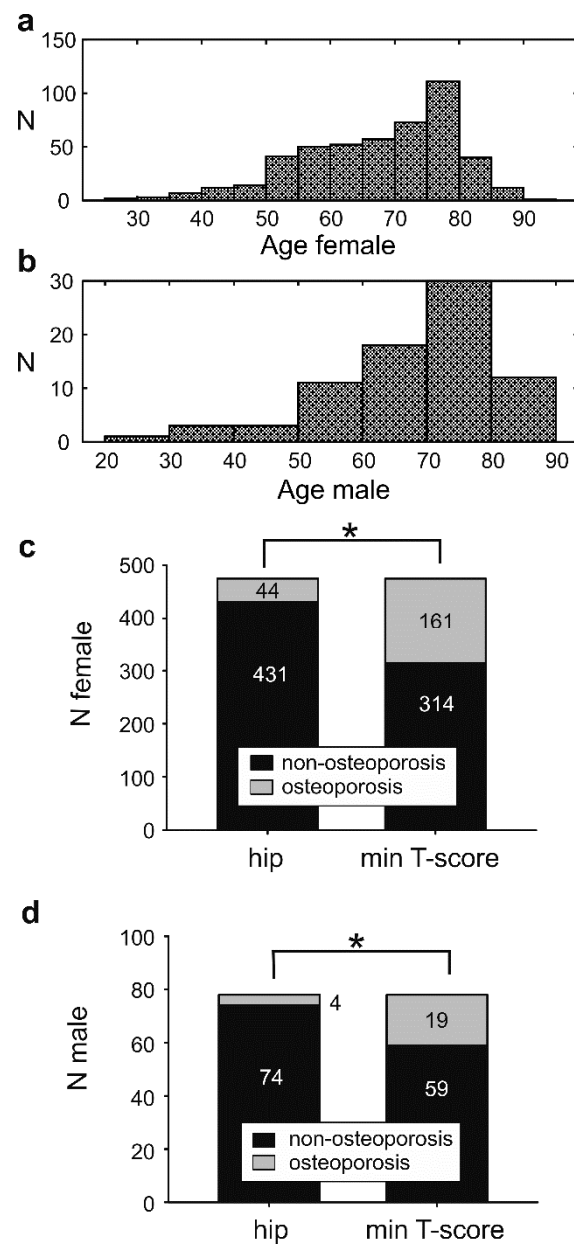 a
150
100
N
50
0
30 40 50 60 70 80 90
Age female
b
30
20
N
10
0
20 30 40 50 60 70 80 90
Age male
c
*
500
44
400
161
431
300
314
N female
200
non-osteoporosis
osteoporosis
100
0
hip min T-score
d
*
100
80
4
19
60
74
59
N male
40
non-osteoporosis
osteoporosis
20
0
hip min T-score